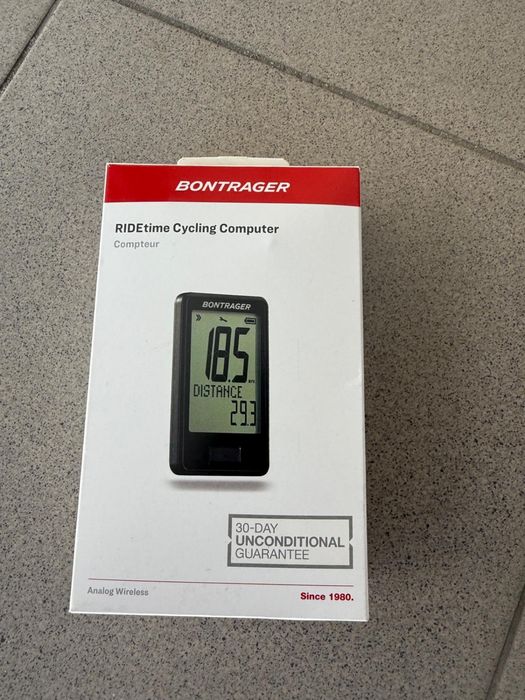 BONTRAGER
RIDEtime Cycling Computer
Compteur
BONTRAGER
18.5
DISTANCE
29.3
30-DAY
UNCONDITIONAL
GUARANTEE
Analog Wireless
Since 1980.